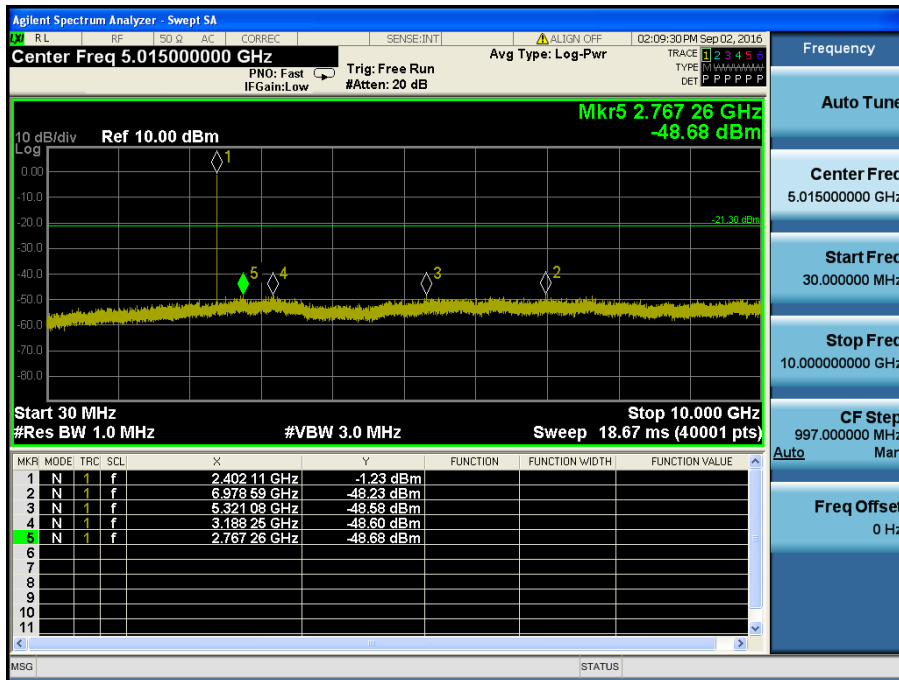 Agilent Spectrum Analyzer - Swept SA
LXI RL RF 50 Ω AC CORREC SENSE:INT ALIGN OFF 02:09:30 PM Sep 02, 2016
Center Freq 5.015000000 GHz
PNO: Fast
IFGain:Low
Trig: Free Run
#Atten: 20 dB
Avg Type: Log-Pwr
TRACE 1 2 3 4 5 6
TYPE M WWWWW
DET P P P P P P
Mkr5 2.767 26 GHz
-48.68 dBm
10 dB/div Ref 10.00 dBm
Log
0.00
-10.0
-20.0
-30.0
-40.0
-50.0
-60.0
-70.0
-80.0
1
-21.30 dBm
5 4 3 2
Start 30 MHz Stop 10.000 GHz
#Res BW 1.0 MHz #VBW 3.0 MHz Sweep 18.67 ms (40001 pts)
MKR MODE TRC SCL X Y FUNCTION FUNCTION WIDTH FUNCTION VALUE
1 N 1 f 2.402 11 GHz -1.23 dBm
2 N 1 f 6.978 59 GHz -48.23 dBm
3 N 1 f 5.321 08 GHz -48.58 dBm
4 N 1 f 3.188 25 GHz -48.60 dBm
5 N 1 f 2.767 26 GHz -48.68 dBm
6
7
8
9
10
11
MSG STATUS
Frequency
Auto Tune
Center Freq
5.015000000 GHz
Start Freq
30.000000 MHz
Stop Freq
10.000000000 GHz
CF Step
997.000000 MHz
Auto Man
Freq Offset
0 Hz